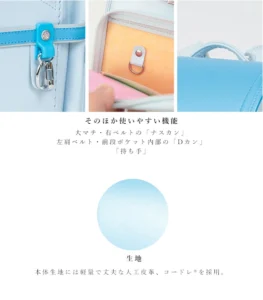 そのほか使いやすい機能
大マチ・右ベルトの「ナスカン」
左肩ベルト・前段ポケット内部の「Dカン」
「持ち手」
生地
本体生地には軽量で丈夫な人工皮革、コードレ®を採用。